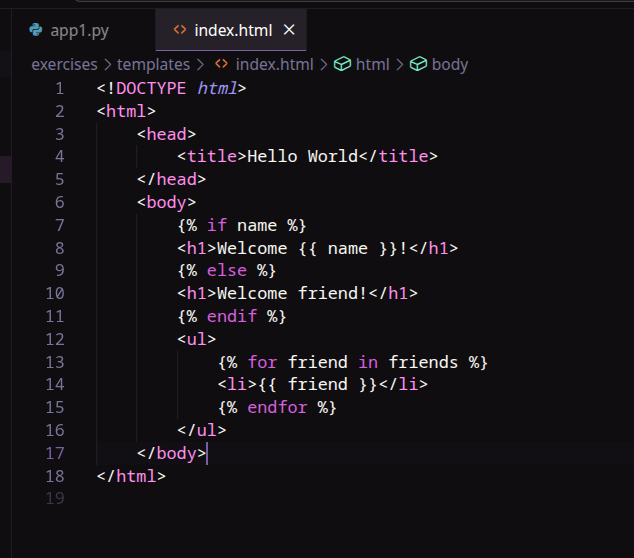 app1.py
index.html
exercises > templates > index.html > html > body
1 <!DOCTYPE html>
2 <html>
3     <head>
4         <title>Hello World</title>
5     </head>
6     <body>
7         {% if name %}
8         <h1>Welcome {{ name }}!</h1>
9         {% else %}
10         <h1>Welcome friend!</h1>
11         {% endif %}
12         <ul>
13             {% for friend in friends %}
14             <li>{{ friend }}</li>
15             {% endfor %}
16         </ul>
17     </body>
18 </html>
19